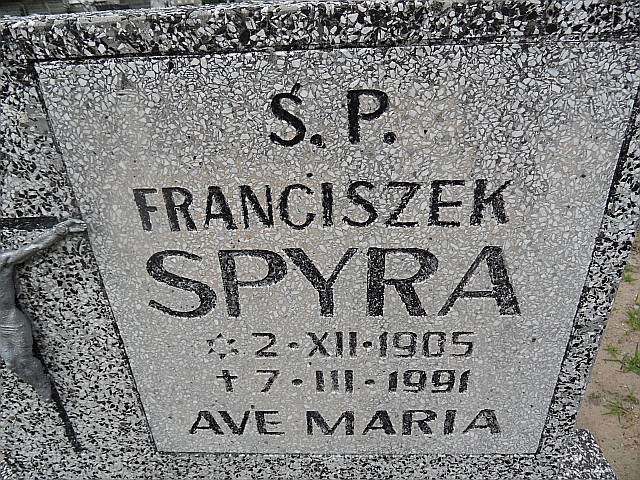 Ś. P.
FRANCISZEK
SPYRA
✡ 2·XII·1905
† 7·III·1991
AVE MARIA